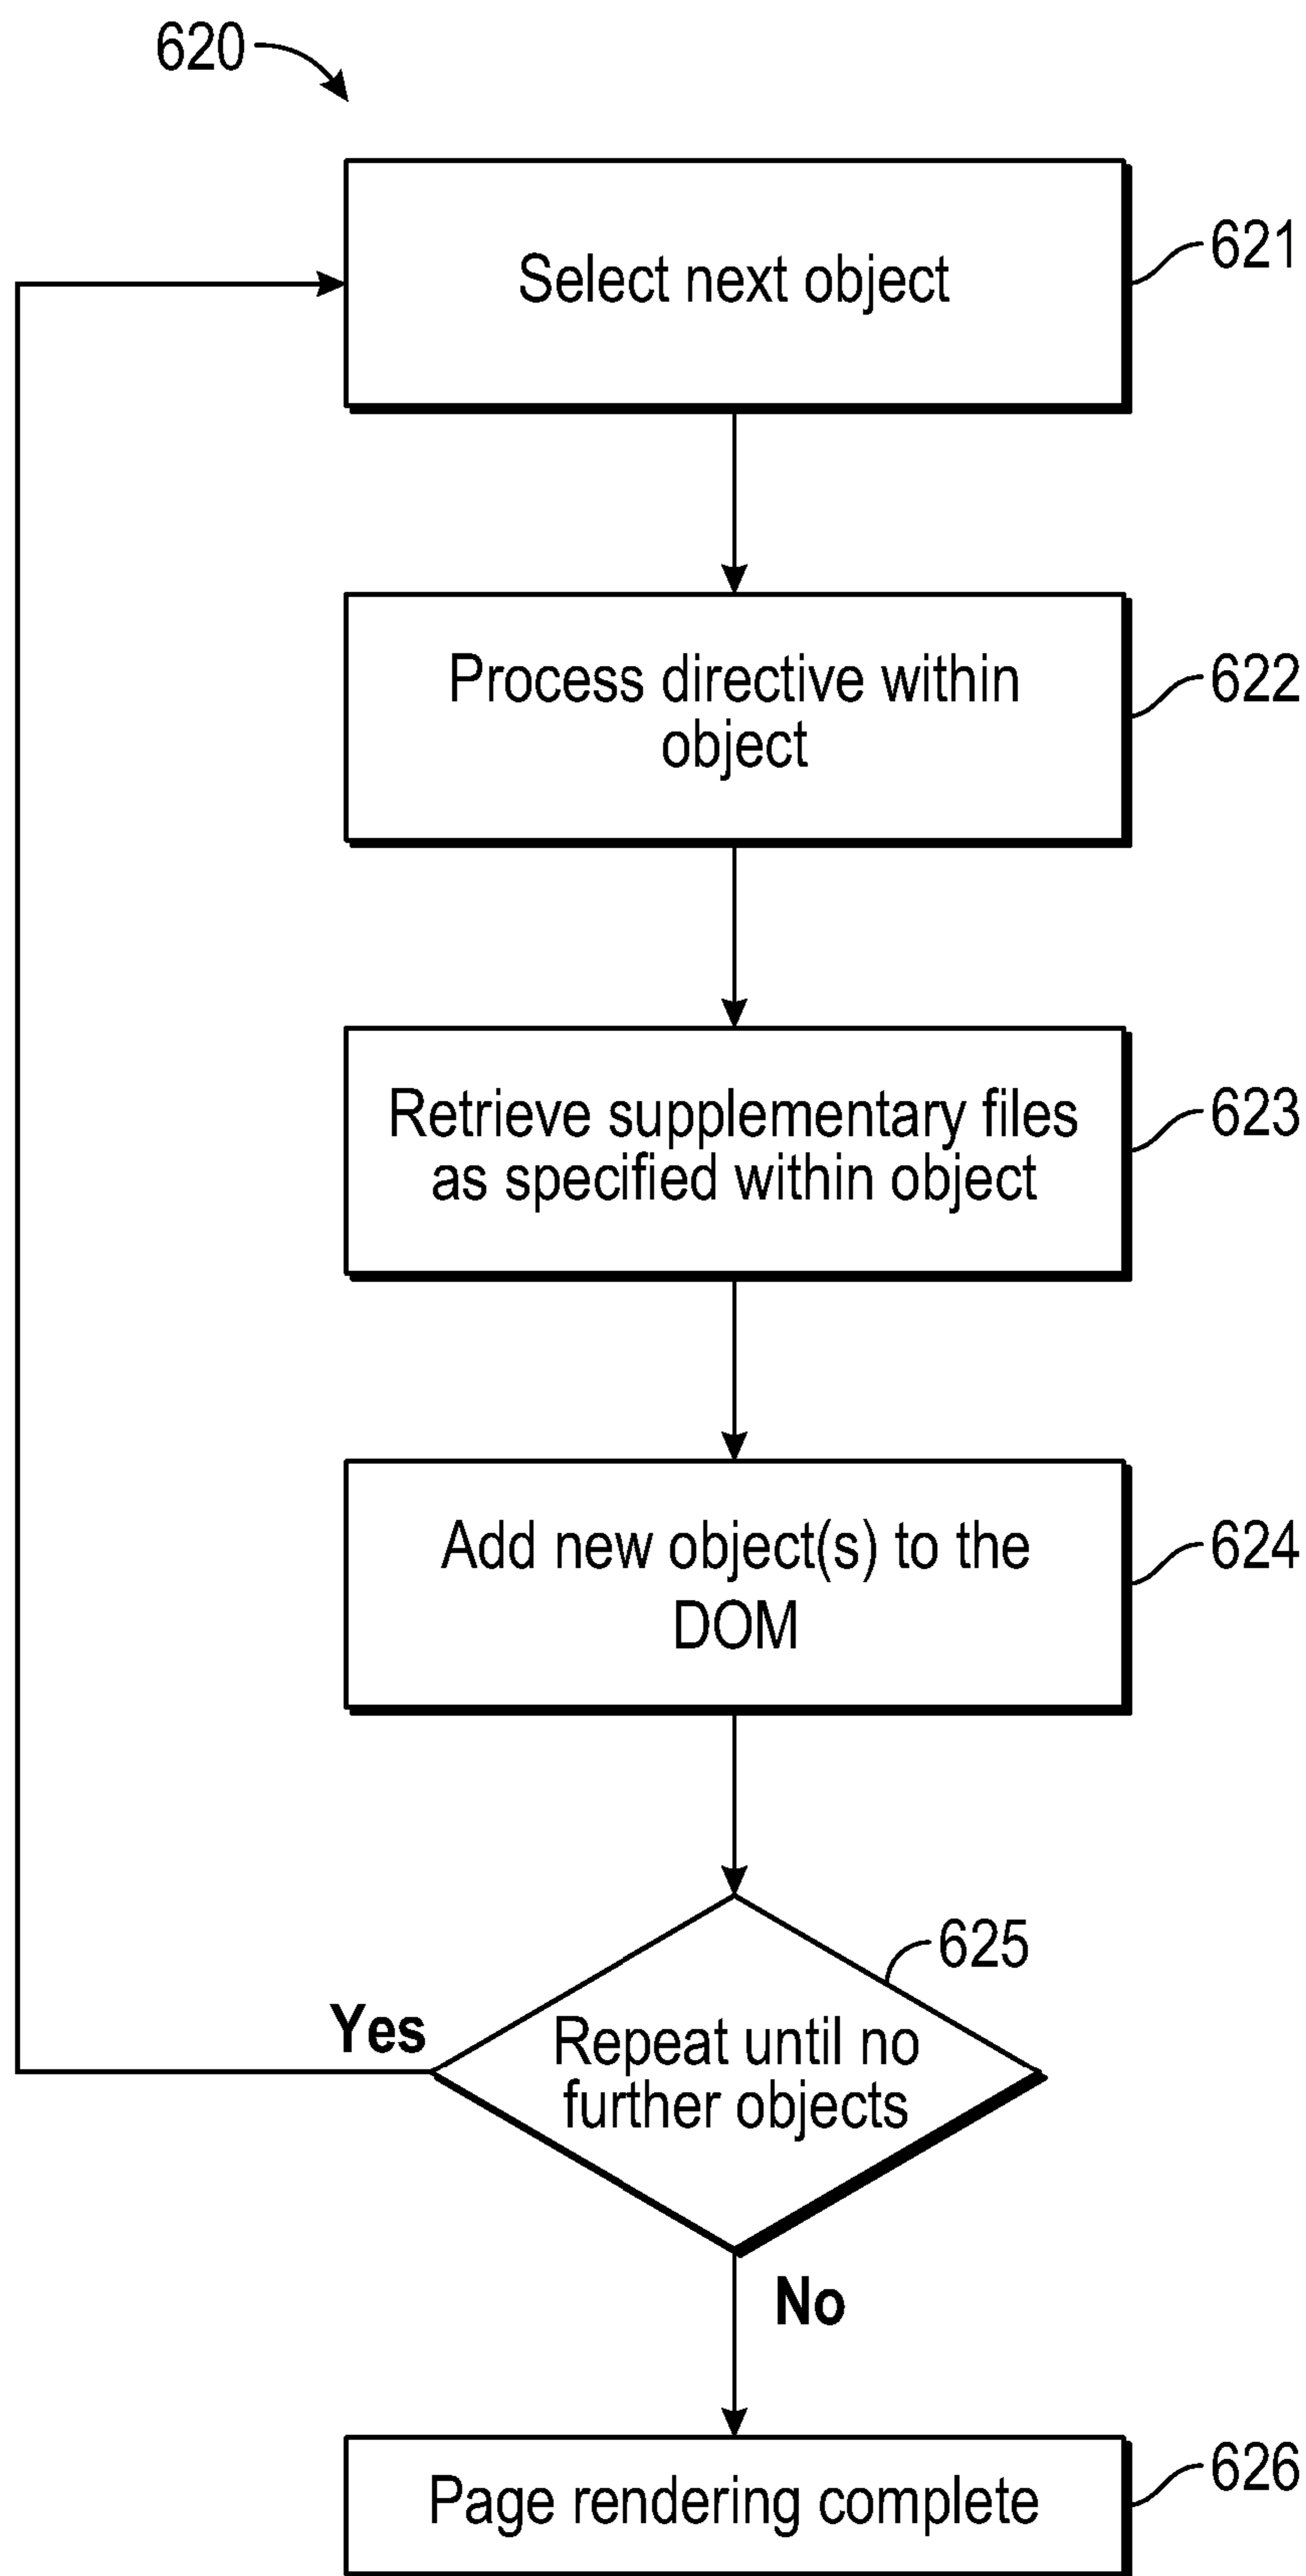 620
Select next object
621
Process directive within
object
622
Retrieve supplementary files
as specified within object
623
Add new object(s) to the
DOM
624
625
Yes
Repeat until no
further objects
No
Page rendering complete
626